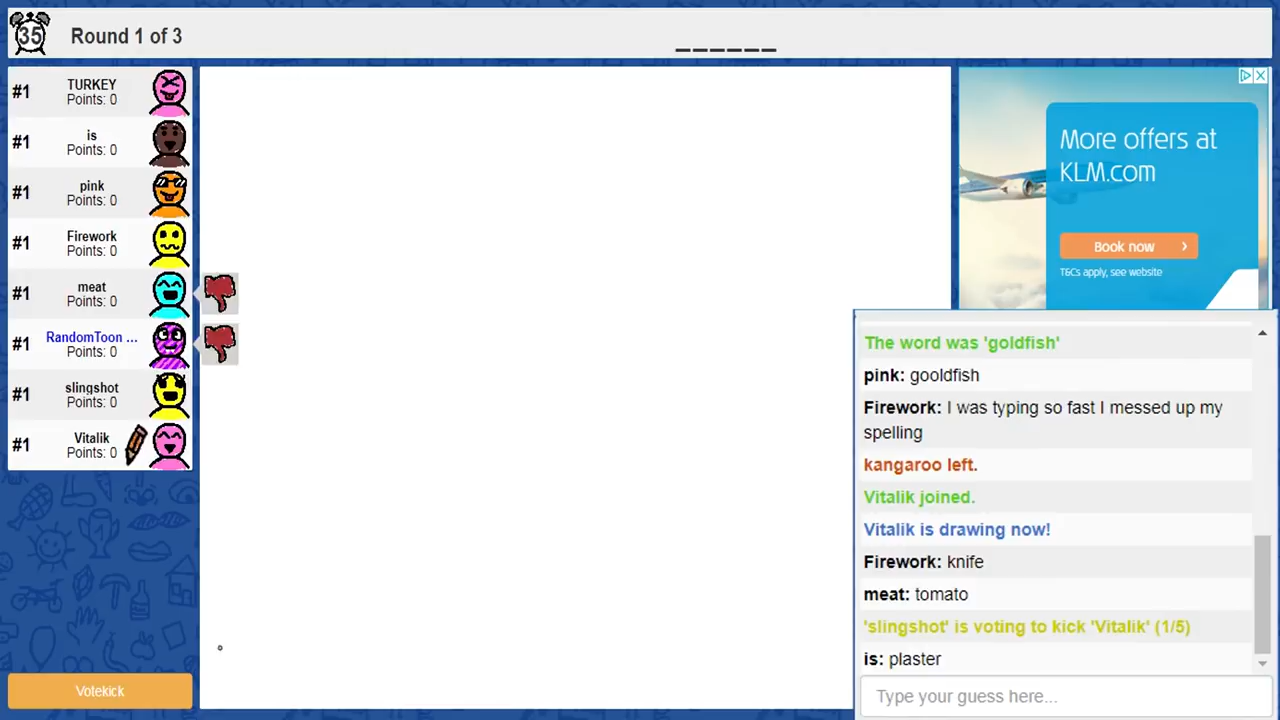 35
Round 1 of 3
______
#1
TURKEY
Points: 0
#1
is
Points: 0
#1
pink
Points: 0
#1
Firework
Points: 0
#1
meat
Points: 0
#1
RandomToon ...
Points: 0
#1
slingshot
Points: 0
#1
Vitalik
Points: 0
Votekick
More offers at
KLM.com
Book now
T&Cs apply, see website
The word was 'goldfish'
pink: gooldfish
Firework: I was typing so fast I messed up my
spelling
kangaroo left.
Vitalik joined.
Vitalik is drawing now!
Firework: knife
meat: tomato
'slingshot' is voting to kick 'Vitalik' (1/5)
is: plaster
Type your guess here...